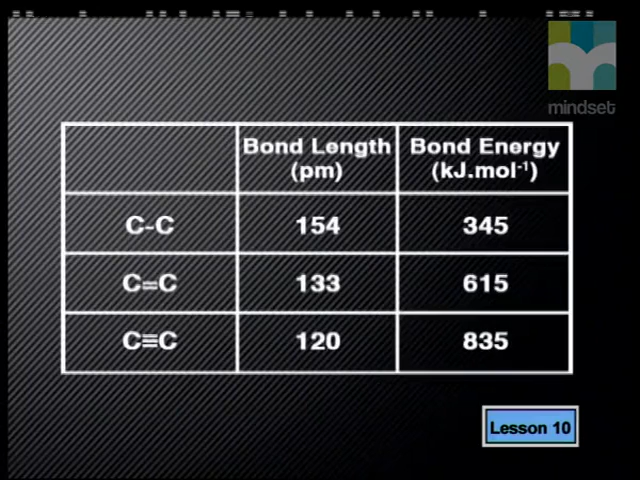 mindset
Bond Length Bond Energy
(pm) (kJ.mol⁻¹)
C-C 154 345
C=C 133 615
C≡C 120 835
Lesson 10